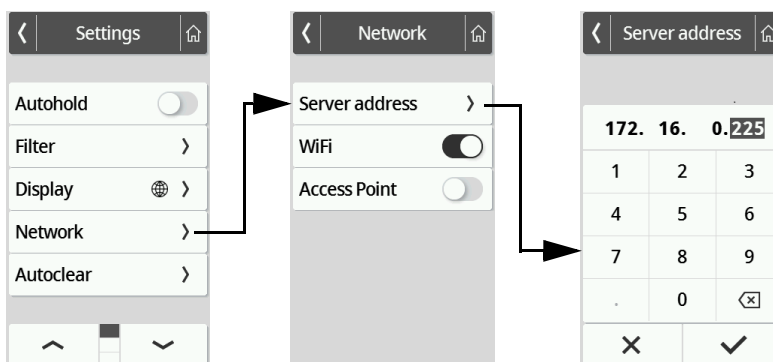 Settings
Autohold
Filter
Display
Network
Autoclear
Network
Server address
WiFi
Access Point
Server address
172. 16. 0.225
1 2 3
4 5 6
7 8 9
. 0